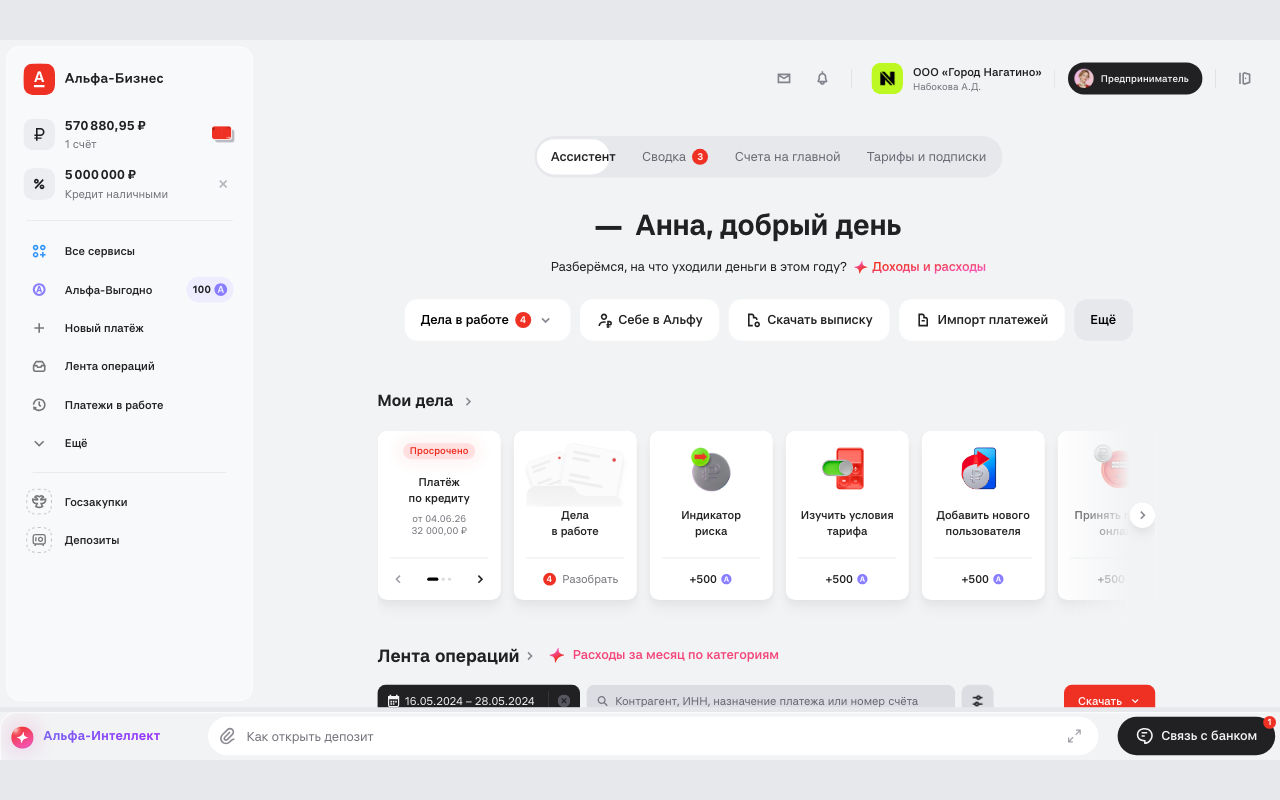 Альфа-Бизнес
570 880,95 ₽
1 счёт
5 000 000 ₽
Кредит наличными
Все сервисы
Альфа-Выгодно
100
Новый платёж
Лента операций
Платежи в работе
Ещё
Госзакупки
Депозиты
ООО «Город Нагатино»
Набокова А.Д.
Предприниматель
Ассистент
Сводка 3
Счета на главной
Тарифы и подписки
— Анна, добрый день
Разберёмся, на что уходили деньги в этом году? Доходы и расходы
Дела в работе 4
Себе в Альфу
Скачать выписку
Импорт платежей
Ещё
Мои дела
Просрочено
Платёж
по кредиту
от 04.06.26
32 000,00 ₽
Дела
в работе
4 Разобрать
Индикатор
риска
+500
Изучить условия
тарифа
+500
Добавить нового
пользователя
+500
Принять
+500
Лента операций
Расходы за месяц по категориям
16.05.2024 – 28.05.2024
Контрагент, ИНН, назначение платежа или номер счёта
Скачать
Альфа-Интеллект
Как открыть депозит
Связь с банком
1